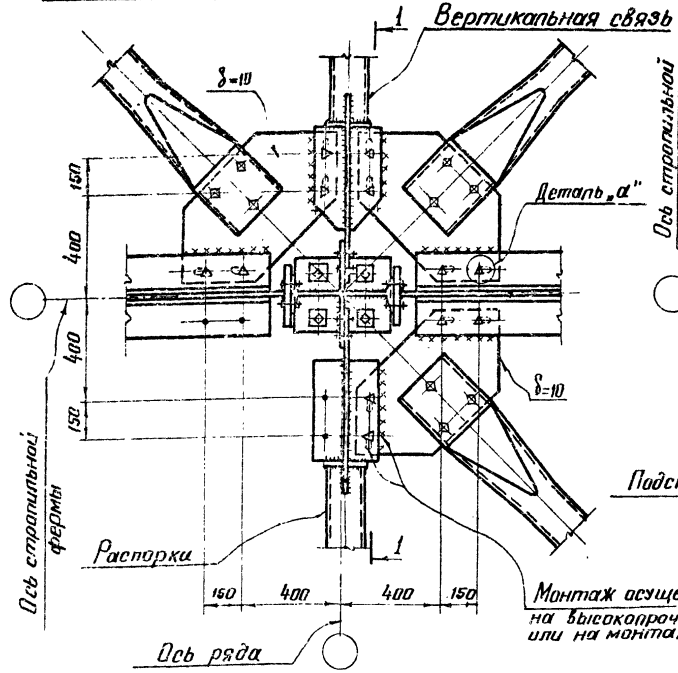 1
Вертикальная связь
δ=10
Ось стропильной
150
400
Деталь „а"
400
150
δ=10
Ось стропильной
фермы
Распорки
1
150
400
400
150
Монтаж осуще
на высокопроч
или на монта
Ось ряда
Подс